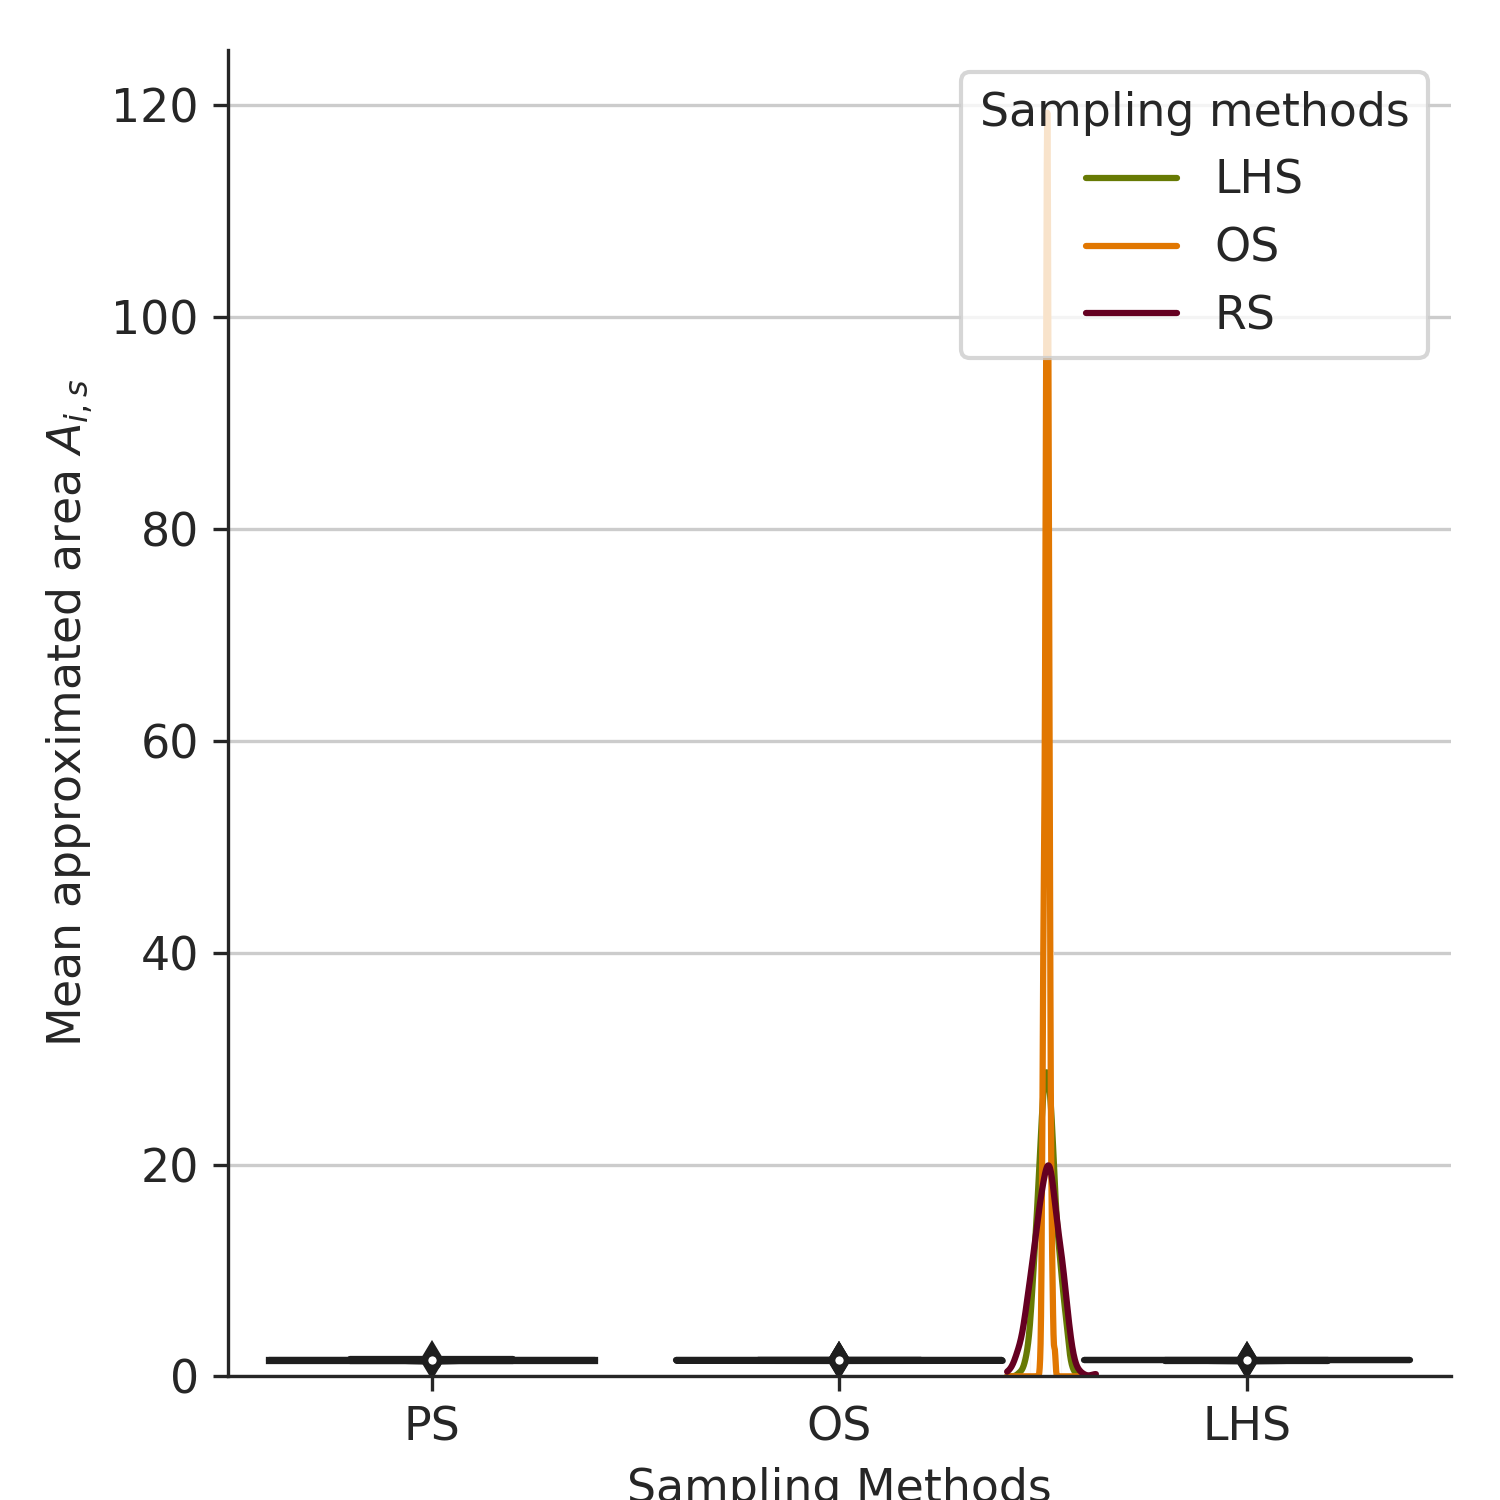 Sampling methods
LHS
OS
RS
120
100
80
60
40
20
0
Mean approximated area A_{i,s}
PS OS LHS
Sampling Methods